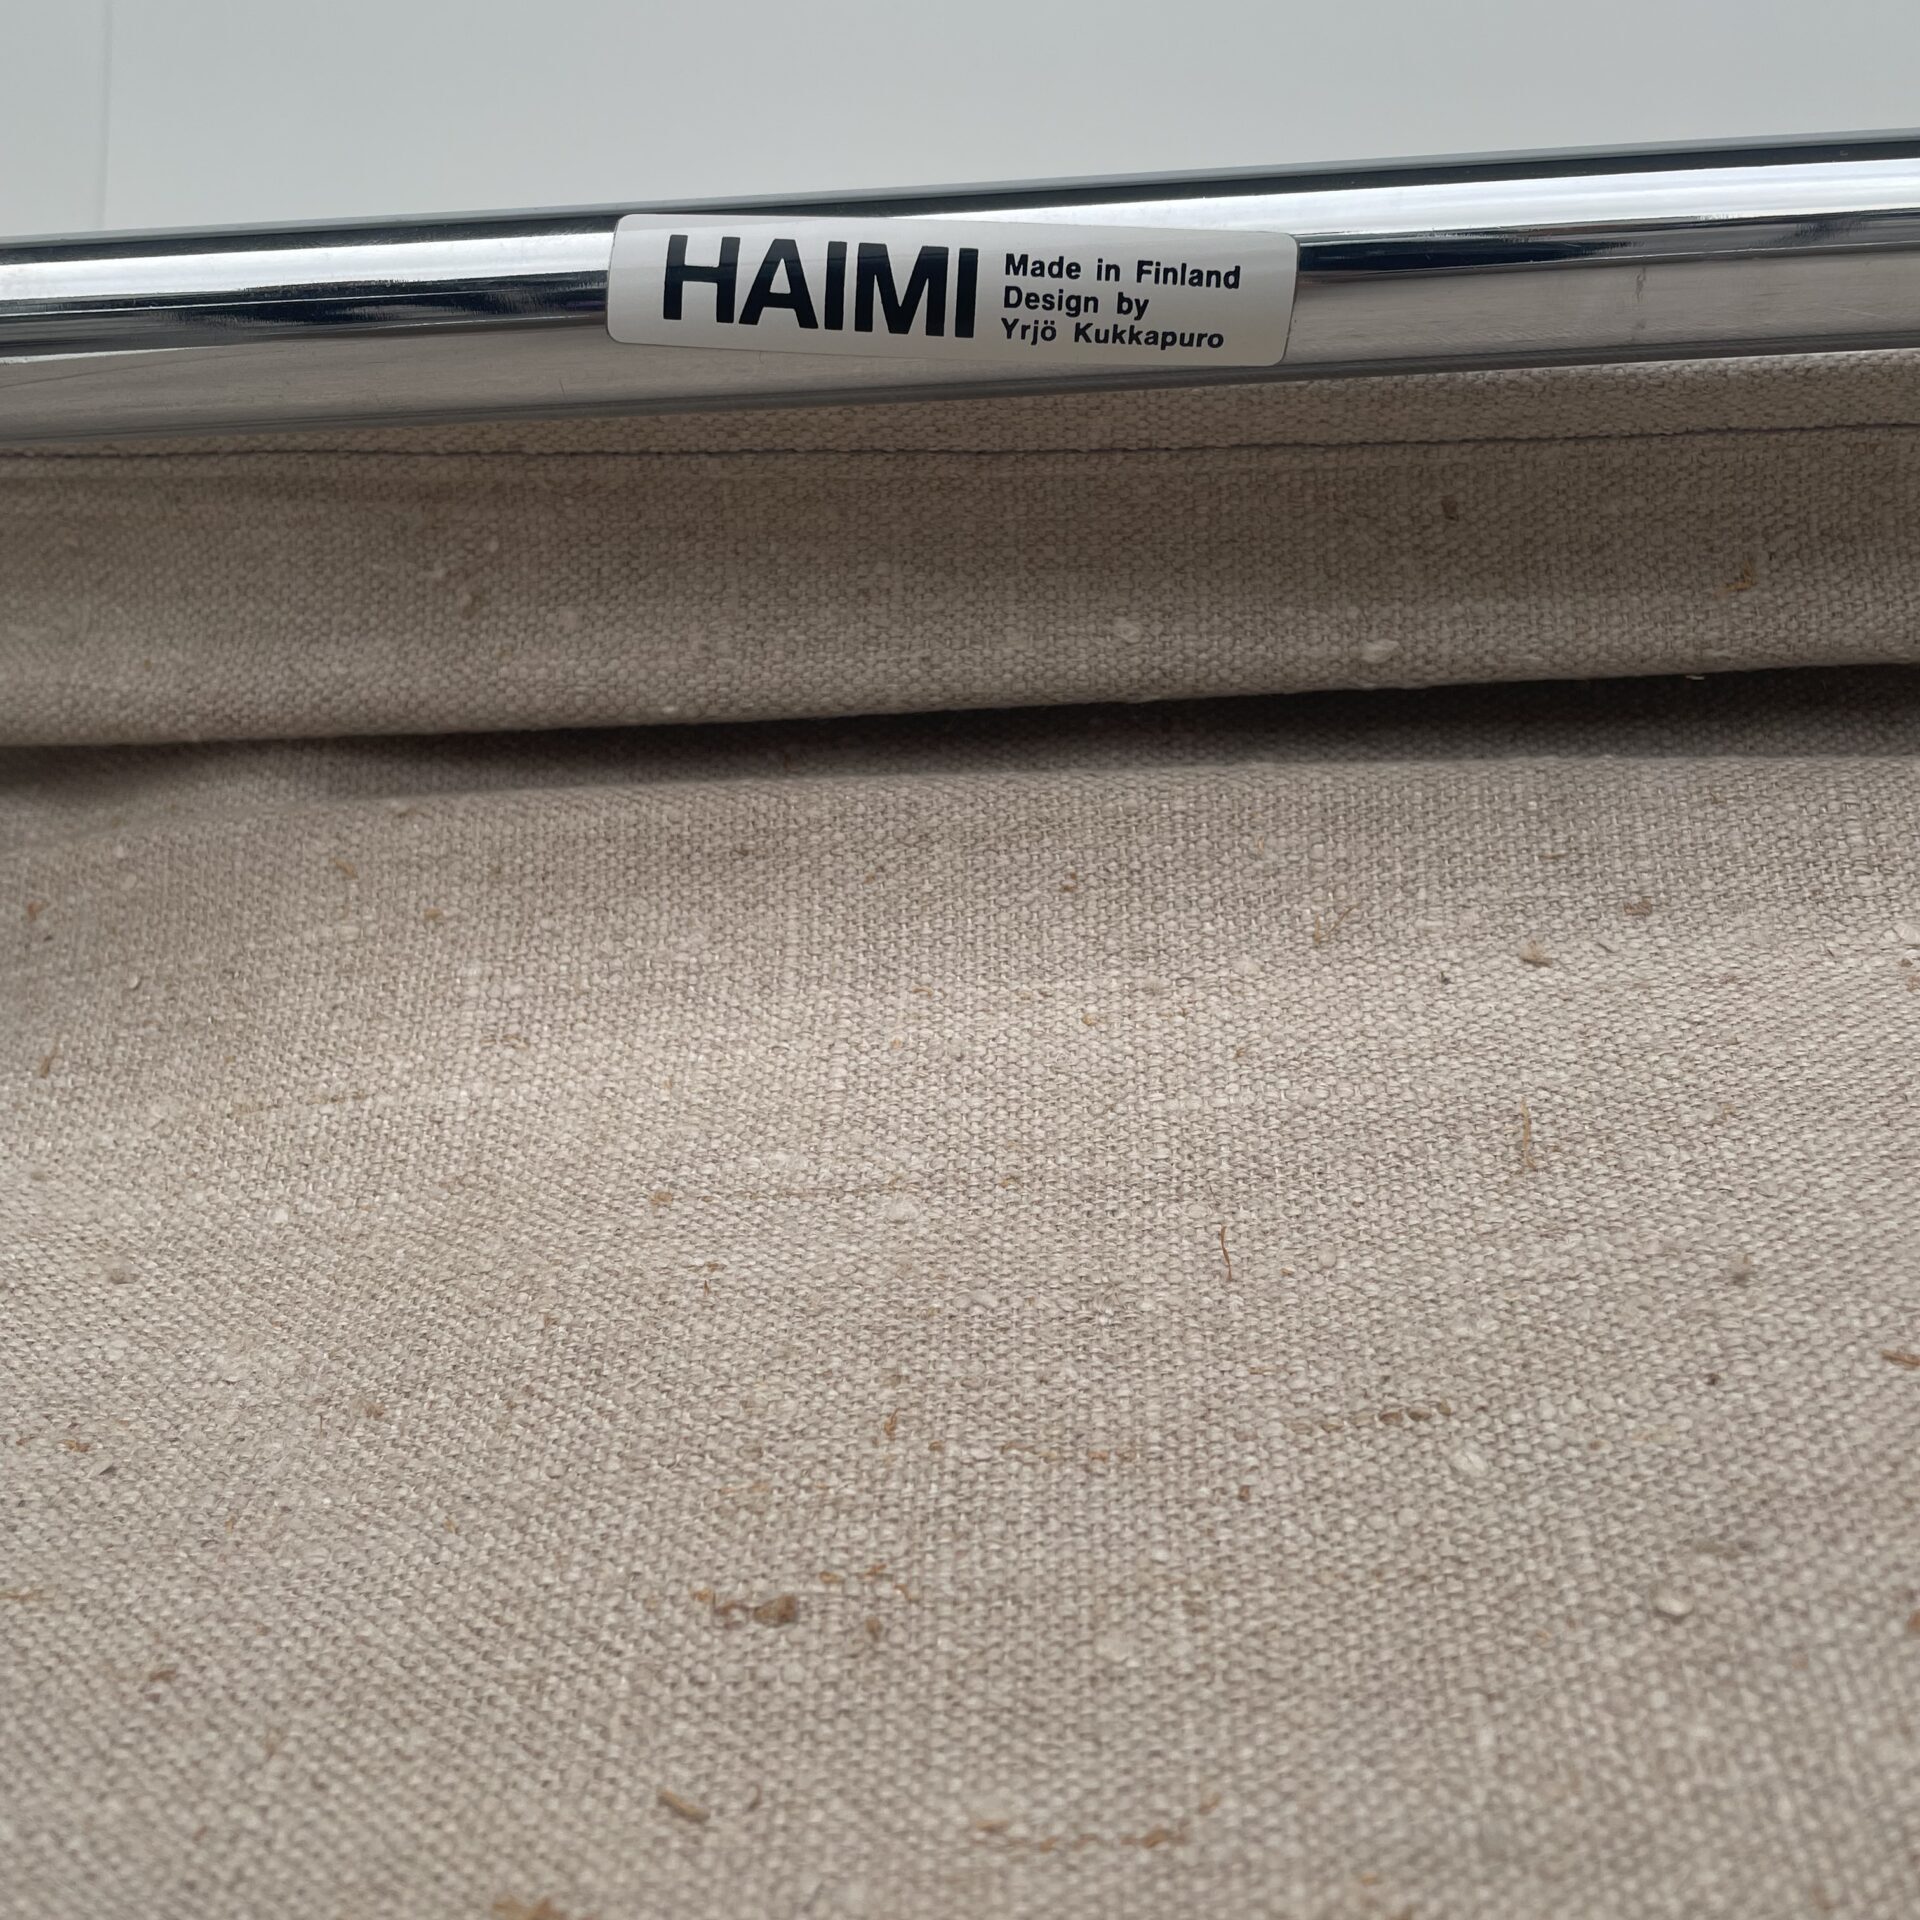 HAIMI
Made in Finland
Design by
Yrjö Kukkapuro